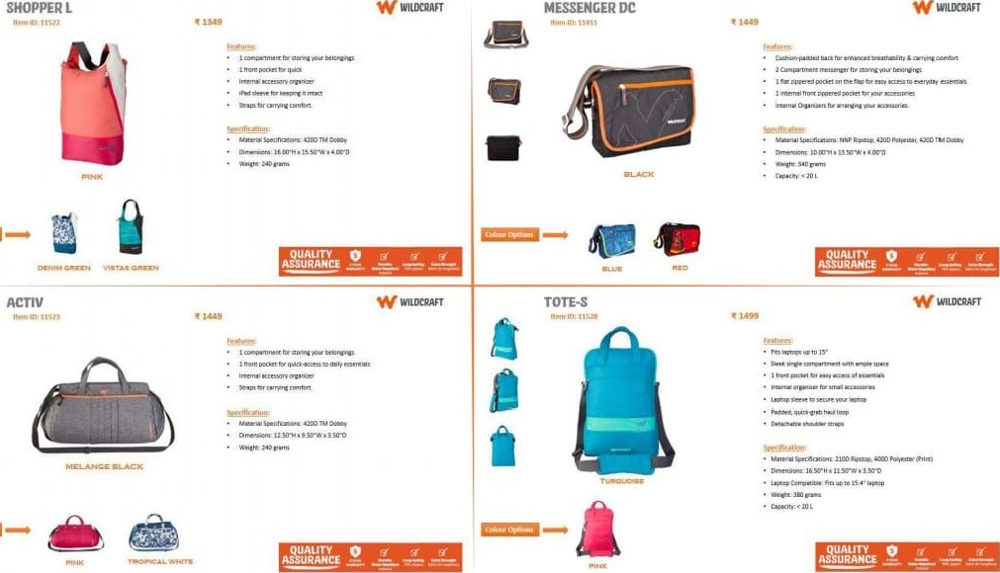 SHOPPER L
WILDCRAFT
Item ID: 11522
₹ 1349
Features:
1 compartment for storing your belongings
1 front pocket for quick
Internal accessory organizer
iPad sleeve for keeping it intact
Straps for carrying comfort.
Specification:
Material Specifications: 420D TM Dobby
Dimensions: 16.00"H x 15.50"W x 4.00"D
Weight: 240 grams
PINK
DENIM GREEN
VISTAS GREEN
QUALITY
ASSURANCE
MESSENGER DC
WILDCRAFT
Item ID: 11411
₹ 1449
Features:
Cushion-padded back for enhanced breathability & carrying comfort
2 Compartment messenger for storing your belongings
1 flat zippered pocket on the flap for easy access to everyday essentials
1 internal front zippered pocket for your accessories
Internal Organizers for arranging your accessories.
Specification:
Material Specifications: NNP Ripstop, 420D Polyester, 420D TIM Dobby
Dimensions: 10.00"H x 13.50"W x 4.00"D
Weight: 340 grams
Capacity: < 20 L
WILDCRAFT
BLACK
Colour Options
BLUE
RED
QUALITY
ASSURANCE
ACTIV
WILDCRAFT
Item ID: 11523
₹ 1449
Features:
1 compartment for storing your belongings
1 front pocket for quick-access to daily essentials
Internal accessory organizer
Straps for carrying comfort.
Specification:
Material Specifications: 420D TM Dobby
Dimensions: 12.50"H x 9.50"W x 3.50"D
Weight: 240 grams
MELANGE BLACK
PINK
TROPICAL WHITE
QUALITY
ASSURANCE
TOTE-S
WILDCRAFT
Item ID: 11528
₹ 1499
Features:
Fits laptops up to 15"
Sleek single compartment with ample space
1 front pocket for easy access of essentials
Internal organiser for small accessories
Laptop sleeve to secure your laptop
Padded, quick-grab haul loop
Detachable shoulder straps
Specification:
Material Specifications: 210D Ripstop, 400D Polyester (Print)
Dimensions: 16.50"H x 11.50"W x 3.50"D
Laptop Compatible: Fits up to 15.4" laptop
Weight: 380 grams
Capacity: < 20 L
TURQUOISE
Colour Options
PINK
QUALITY
ASSURANCE